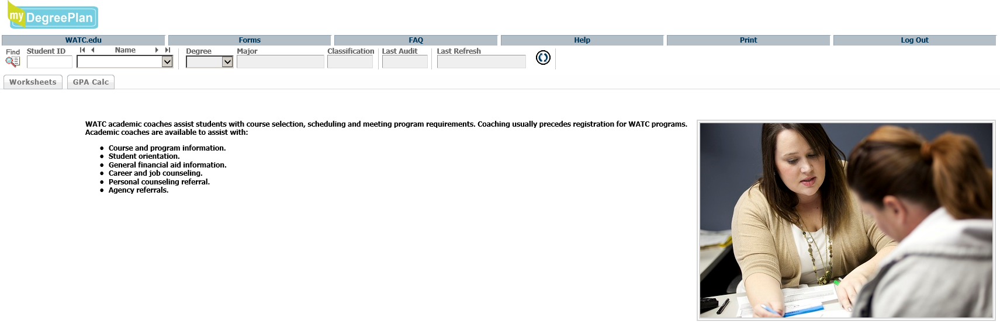 my DegreePlan
WATC.edu Forms FAQ Help Print Log Out
Find Student ID Name Degree Major Classification Last Audit Last Refresh
Worksheets GPA Calc
WATC academic coaches assist students with course selection, scheduling and meeting program requirements. Coaching usually precedes registration for WATC programs.
Academic coaches are available to assist with:
• Course and program information.
• Student orientation.
• General financial aid information.
• Career and job counseling.
• Personal counseling referral.
• Agency referrals.